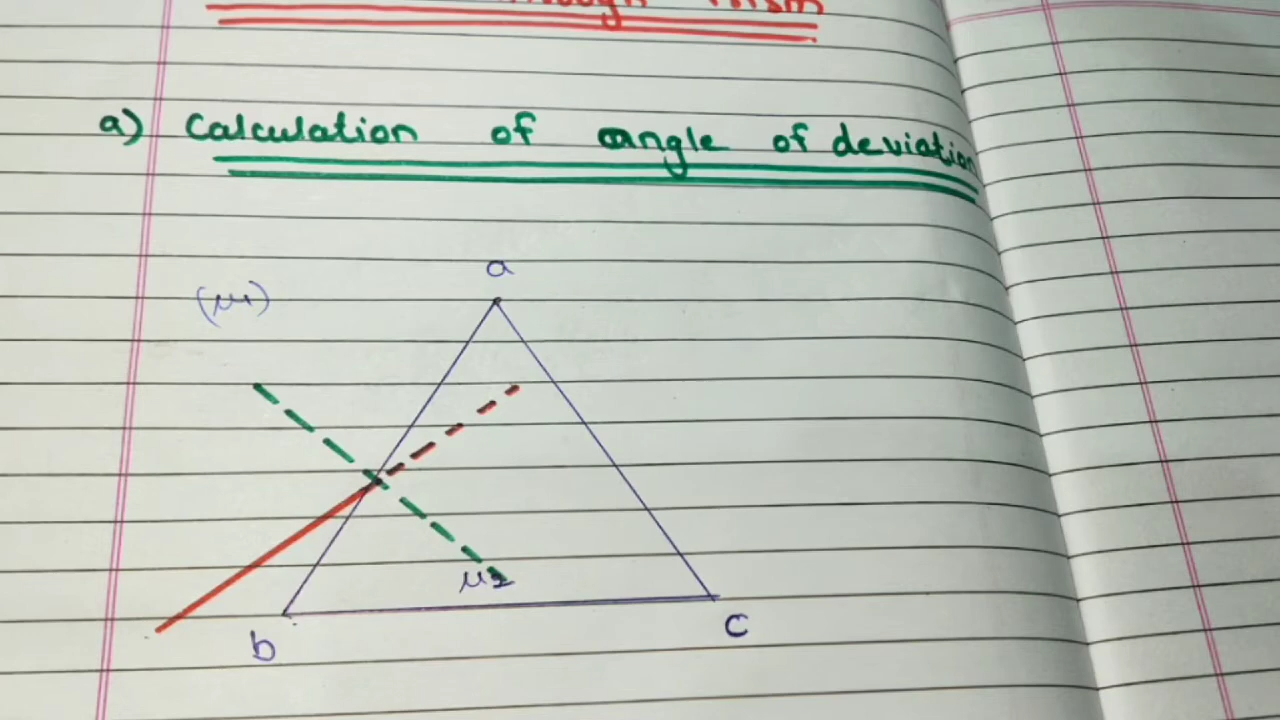 a) Calculation of angle of deviation
a
(μ1)
μ2
b
c